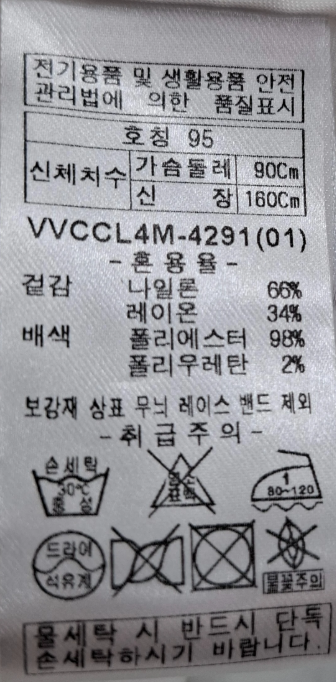 전기용품 및 생활용품 안전
관리법에 의한 품질표시
호칭 95
신체치수 가슴둘레 90Cm
신 장 160Cm
VVCCL4M-4291(01)
- 혼 용 율 -
겉감 나일론 66%
레이온 34%
배색 폴리에스터 98%
폴리우레탄 2%
보강재 상표 무늬 레이스 밴드 제외
- 취 급 주 의 -
손세탁
30℃
중성
염소
표백
1
80~120
드라이
석유계
불꽃주의
물세탁 시 반드시 단독
손세탁하시기 바랍니다.